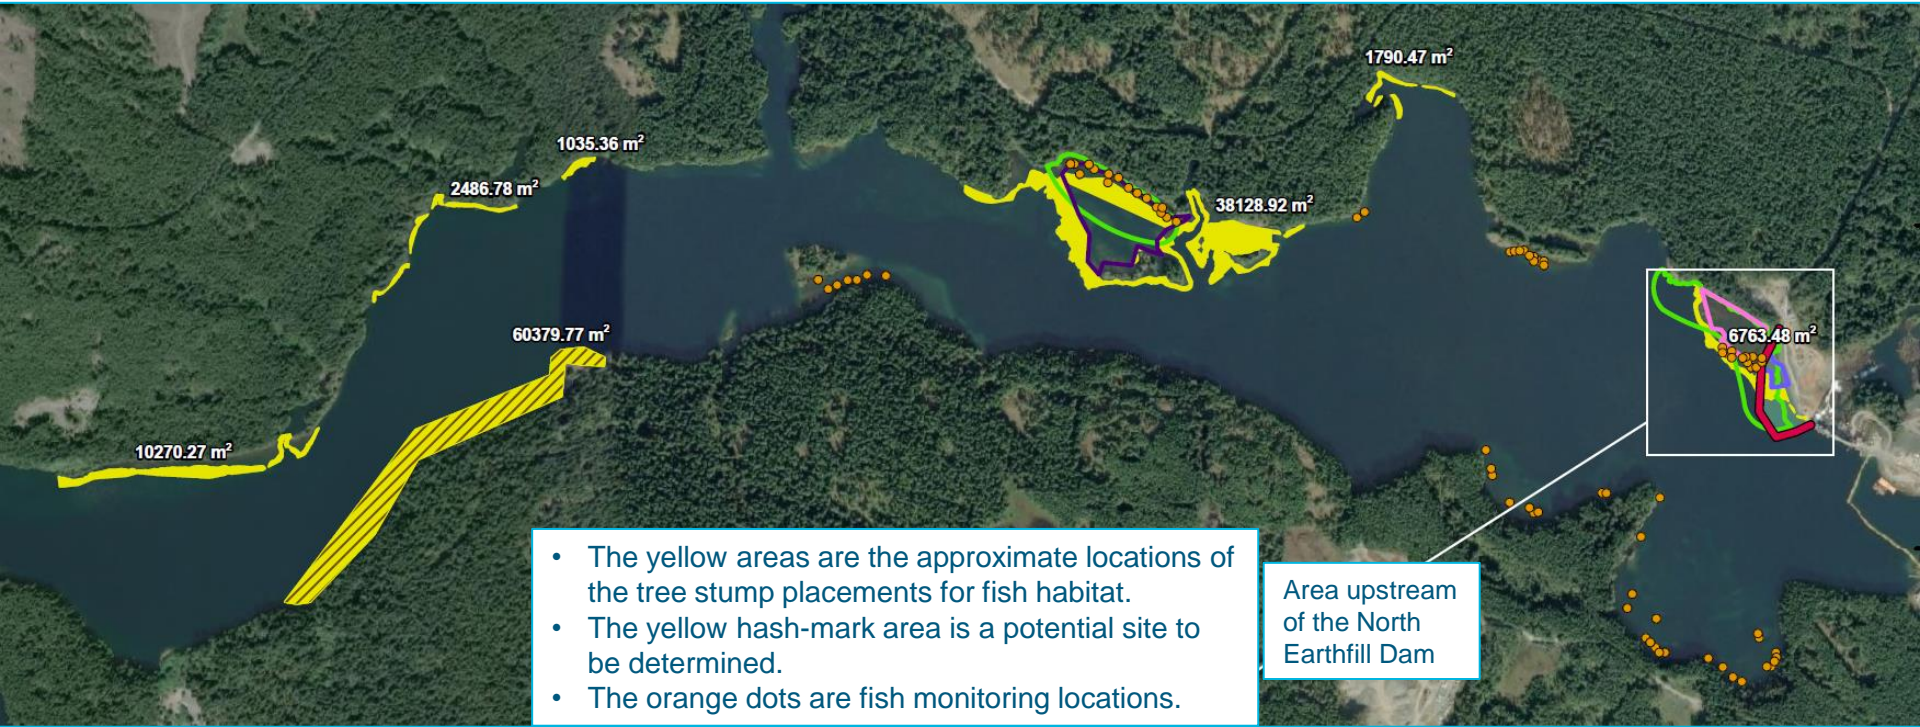 1790.47 m²
1035.36 m²
2486.78 m²
38128.92 m²
60379.77 m²
6763.48 m²
10270.27 m²
• The yellow areas are the approximate locations of
the tree stump placements for fish habitat.
• The yellow hash-mark area is a potential site to
be determined.
• The orange dots are fish monitoring locations.
Area upstream
of the North
Earthfill Dam